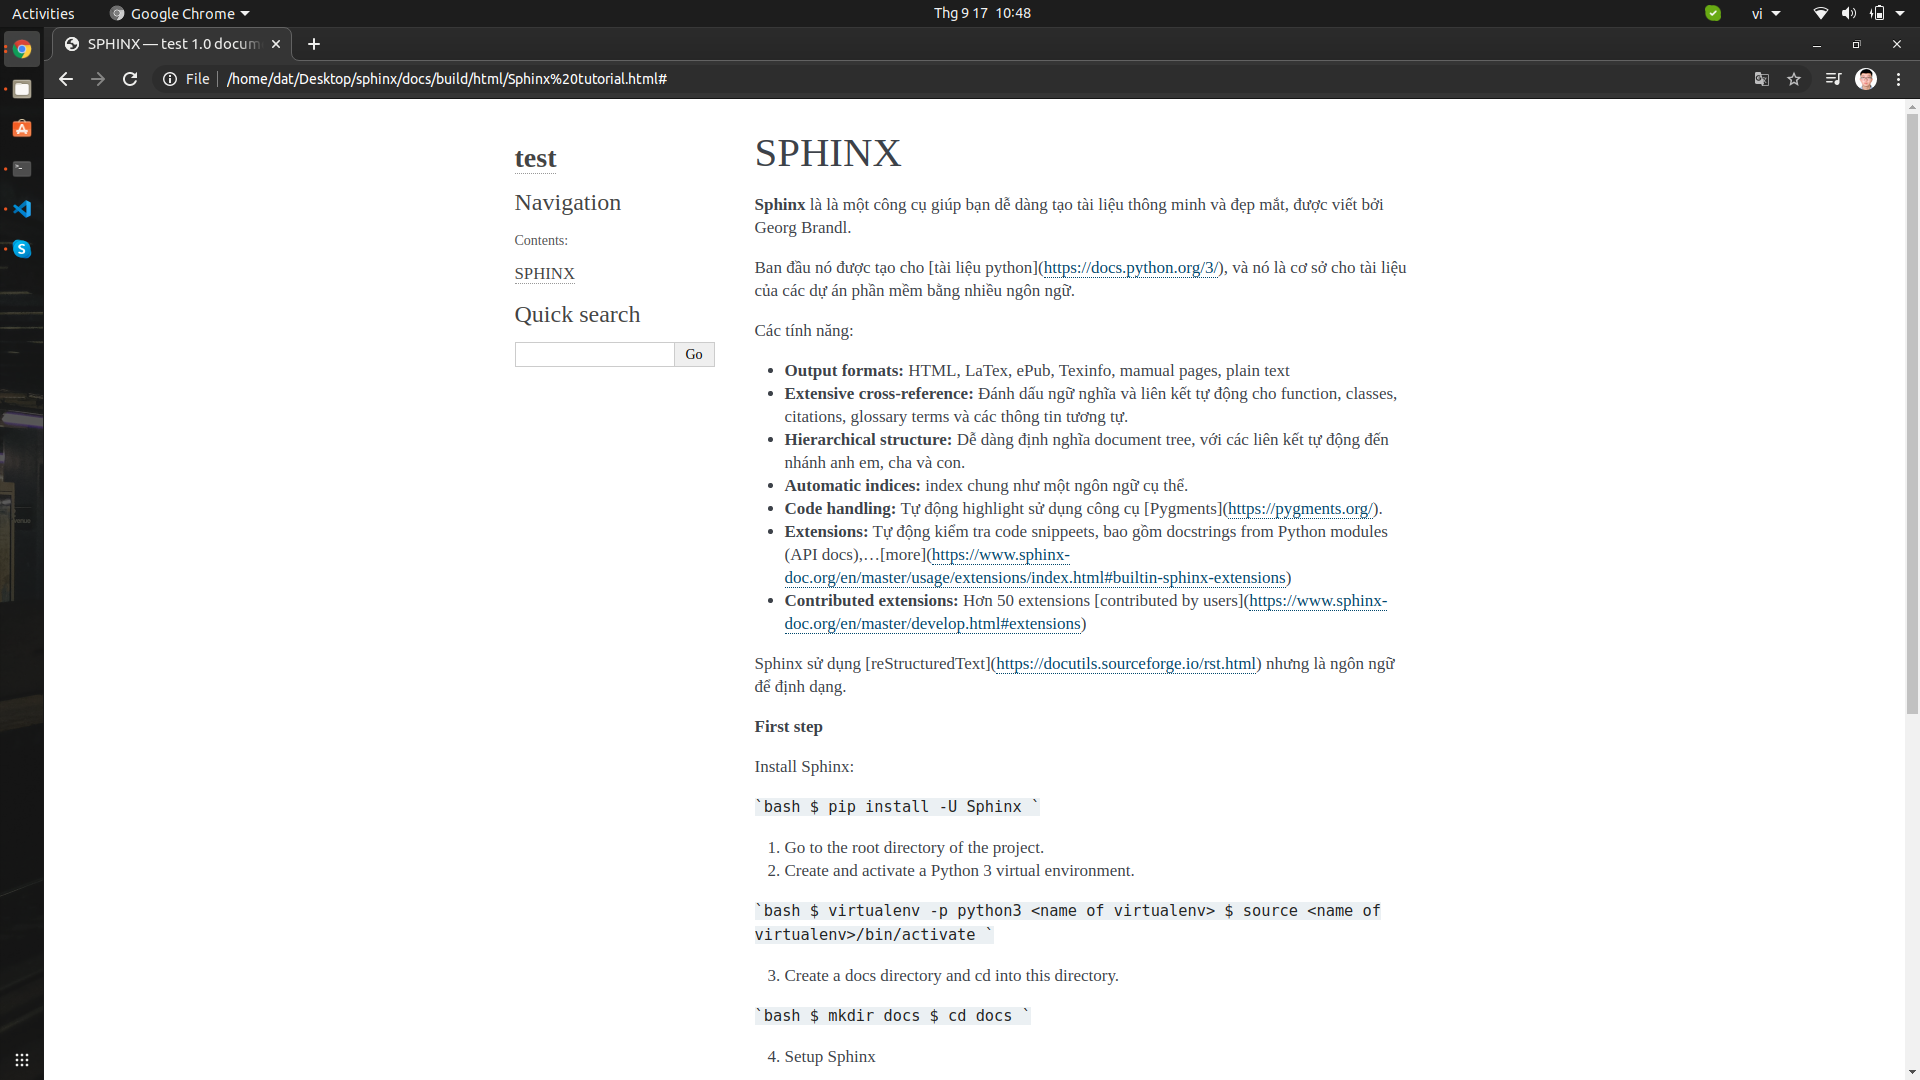 Activities
Google Chrome
Thg 9 17 10:48
vi
SPHINX — test 1.0 docum
File
/home/dat/Desktop/sphinx/docs/build/html/Sphinx%20tutorial.html#
test
Navigation
Contents:
SPHINX
Quick search
Go
SPHINX
Sphinx là là một công cụ giúp bạn dễ dàng tạo tài liệu thông minh và đẹp mắt, được viết bởi
Georg Brandl.
Ban đầu nó được tạo cho [tài liệu python](https://docs.python.org/3/), và nó là cơ sở cho tài liệu
của các dự án phần mềm bằng nhiều ngôn ngữ.
Các tính năng:
• Output formats: HTML, LaTex, ePub, Texinfo, mamual pages, plain text
• Extensive cross-reference: Đánh dấu ngữ nghĩa và liên kết tự động cho function, classes,
citations, glossary terms và các thông tin tương tự.
• Hierarchical structure: Dễ dàng định nghĩa document tree, với các liên kết tự động đến
nhánh anh em, cha và con.
• Automatic indices: index chung như một ngôn ngữ cụ thể.
• Code handling: Tự động highlight sử dụng công cụ [Pygments](https://pygments.org/).
• Extensions: Tự động kiểm tra code snippeets, bao gồm docstrings from Python modules
(API docs),…[more](https://www.sphinx-
doc.org/en/master/usage/extensions/index.html#builtin-sphinx-extensions)
• Contributed extensions: Hơn 50 extensions [contributed by users](https://www.sphinx-
doc.org/en/master/develop.html#extensions)
Sphinx sử dụng [reStructuredText](https://docutils.sourceforge.io/rst.html) nhưng là ngôn ngữ
để định dạng.
First step
Install Sphinx:
`bash $ pip install -U Sphinx `
1. Go to the root directory of the project.
2. Create and activate a Python 3 virtual environment.
`bash $ virtualenv -p python3 <name of virtualenv> $ source <name of
virtualenv>/bin/activate `
3. Create a docs directory and cd into this directory.
`bash $ mkdir docs $ cd docs `
4. Setup Sphinx